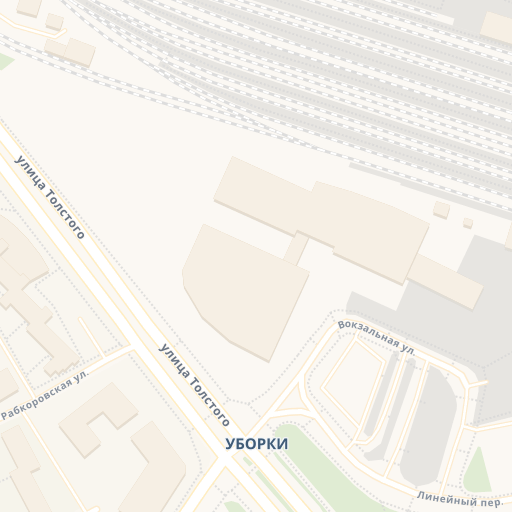 улица Толстого
Вокзальная ул.
улица Толстого
Рабкоровская ул.
УБОРКИ
Линейный пер.